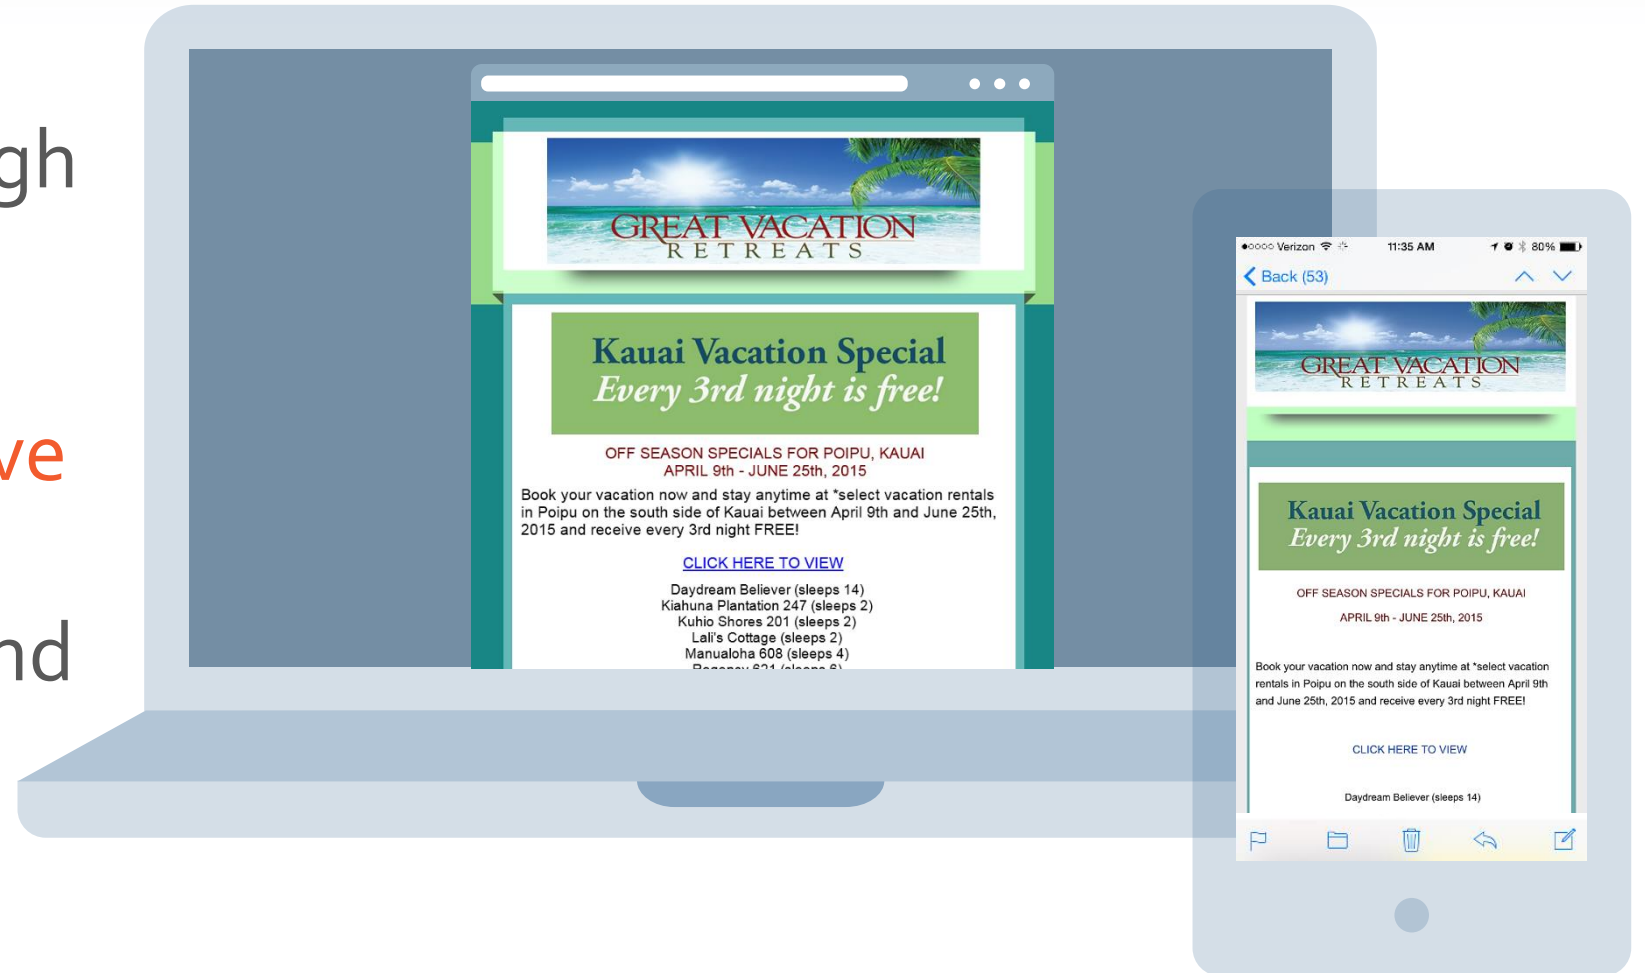 gh
ve
nd
GREAT VACATION
RETREATS
Kauai Vacation Special
Every 3rd night is free!
OFF SEASON SPECIALS FOR POIPU, KAUAI
APRIL 9th - JUNE 25th, 2015
Book your vacation now and stay anytime at *select vacation rentals
in Poipu on the south side of Kauai between April 9th and June 25th,
2015 and receive every 3rd night FREE!
CLICK HERE TO VIEW
Daydream Believer (sleeps 14)
Kiahuna Plantation 247 (sleeps 2)
Kuhio Shores 201 (sleeps 2)
Lali's Cottage (sleeps 2)
Manualoha 608 (sleeps 4)
Verizon 11:35 AM 80%
Back (53)
GREAT VACATION
RETREATS
Kauai Vacation Special
Every 3rd night is free!
OFF SEASON SPECIALS FOR POIPU, KAUAI
APRIL 9th - JUNE 25th, 2015
Book your vacation now and stay anytime at *select vacation
rentals in Poipu on the south side of Kauai between April 9th
and June 25th, 2015 and receive every 3rd night FREE!
CLICK HERE TO VIEW
Daydream Believer (sleeps 14)